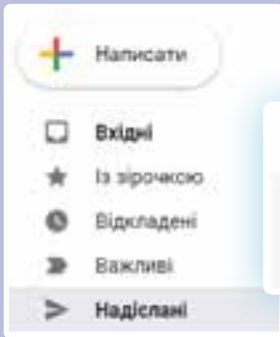 Написати
Вхідні
Із зірочкою
Відкладені
Важливі
Надіслані